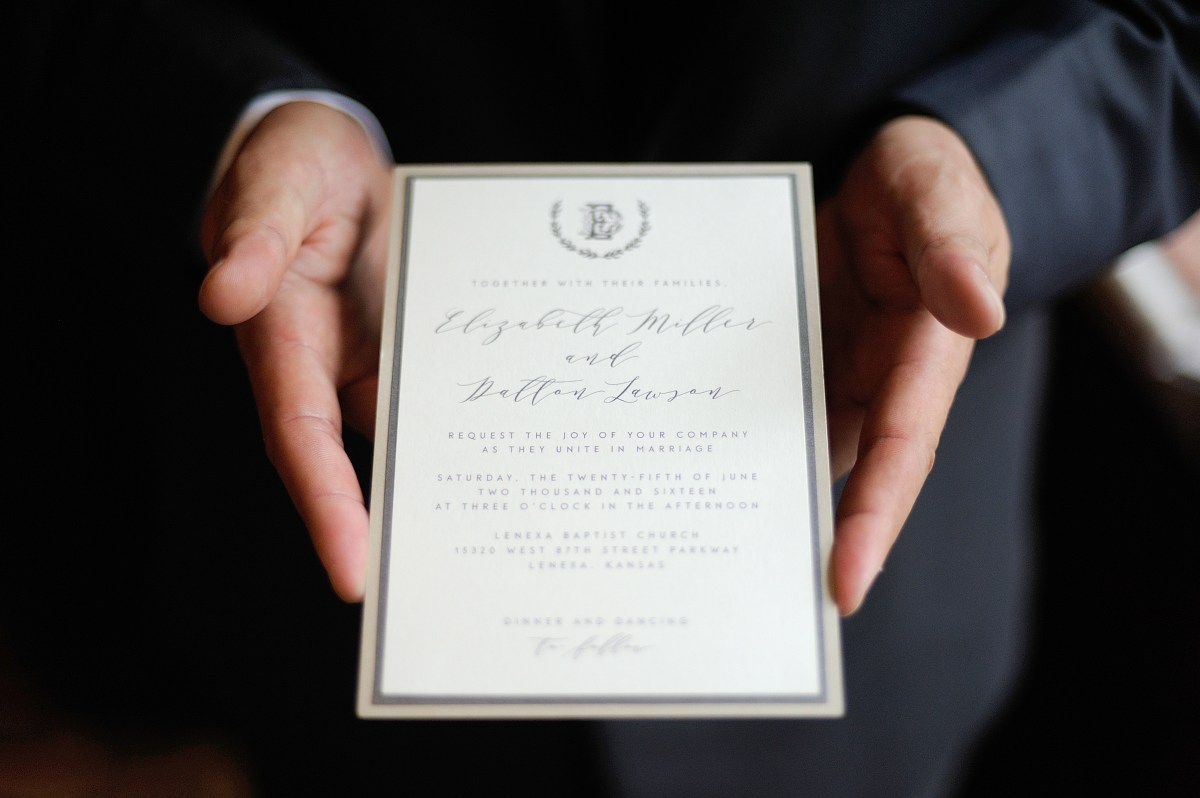 ED
TOGETHER WITH THEIR FAMILIES,
Elizabeth Miller
and
Dalton Lawson
REQUEST THE JOY OF YOUR COMPANY
AS THEY UNITE IN MARRIAGE
SATURDAY, THE TWENTY-FIFTH OF JUNE
TWO THOUSAND AND SIXTEEN
AT THREE O'CLOCK IN THE AFTERNOON
LENEXA BAPTIST CHURCH
15320 WEST 87TH STREET PARKWAY
LENEXA, KANSAS
DINNER AND DANCING
to follow